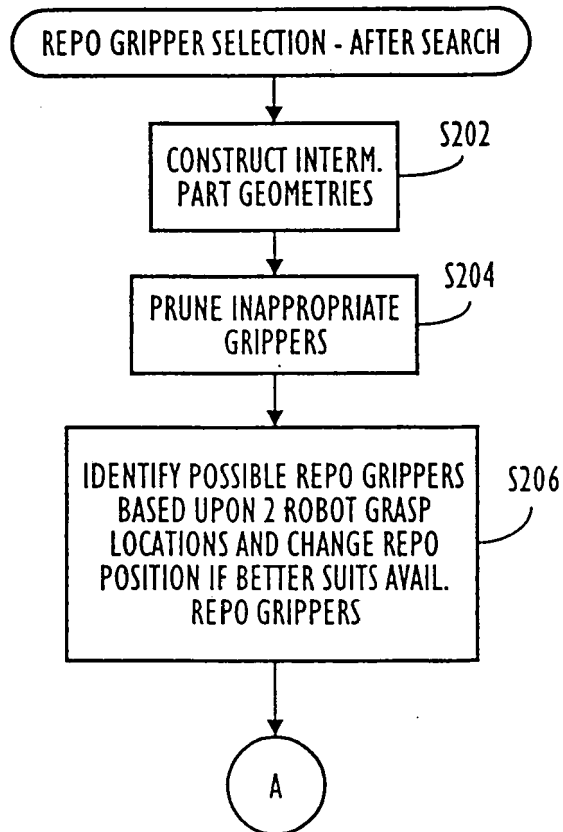 REPO GRIPPER SELECTION - AFTER SEARCH
S202
CONSTRUCT INTERM.
PART GEOMETRIES
S204
PRUNE INAPPROPRIATE
GRIPPERS
S206
IDENTIFY POSSIBLE REPO GRIPPERS
BASED UPON 2 ROBOT GRASP
LOCATIONS AND CHANGE REPO
POSITION IF BETTER SUITS AVAIL.
REPO GRIPPERS
A